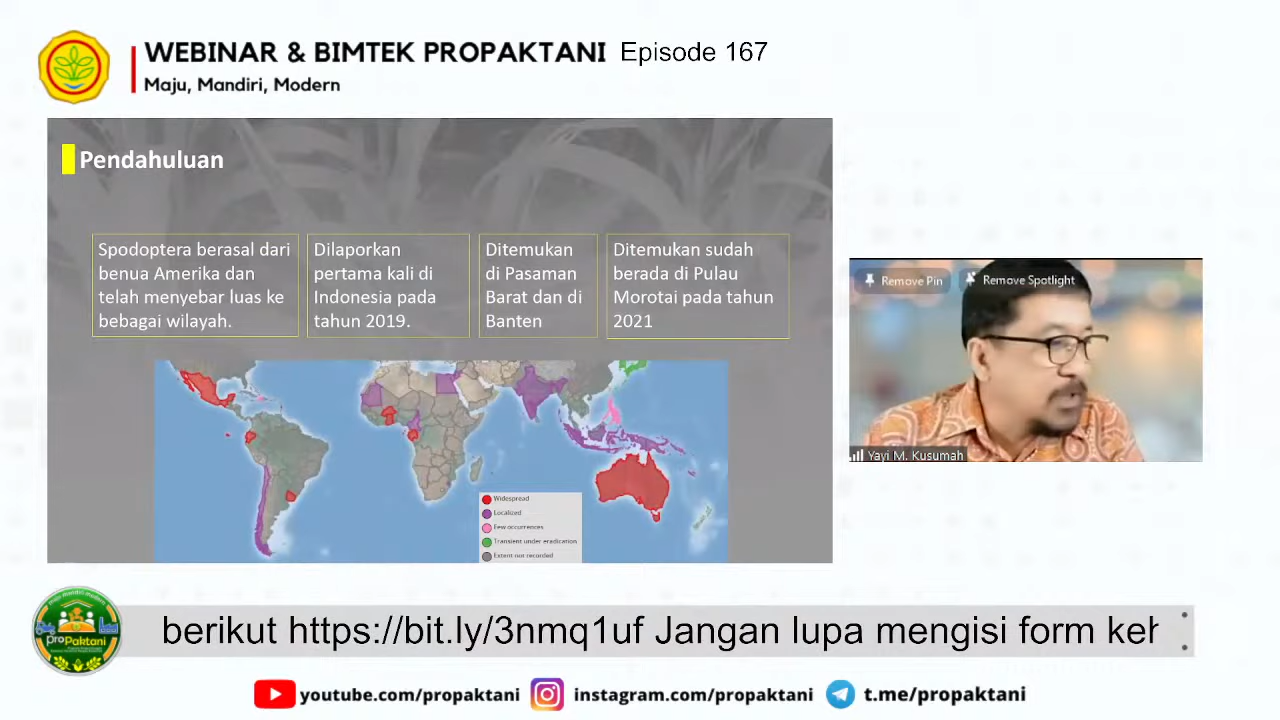 WEBINAR & BIMTEK PROPAKTANI Episode 167
Maju, Mandiri, Modern
Pendahuluan
Spodoptera berasal dari
benua Amerika dan
telah menyebar luas ke
bebagai wilayah.
Dilaporkan
pertama kali di
Indonesia pada
tahun 2019.
Ditemukan
di Pasaman
Barat dan di
Banten
Ditemukan sudah
berada di Pulau
Morotai pada tahun
2021
Widespread
Localized
Few occurrences
Transient under eradication
Extent not recorded
Remove Pin
Remove Spotlight
Yayi M. Kusumah
proPaktani
berikut https://bit.ly/3nmq1uf Jangan lupa mengisi form keh
youtube.com/propaktani
instagram.com/propaktani
t.me/propaktani